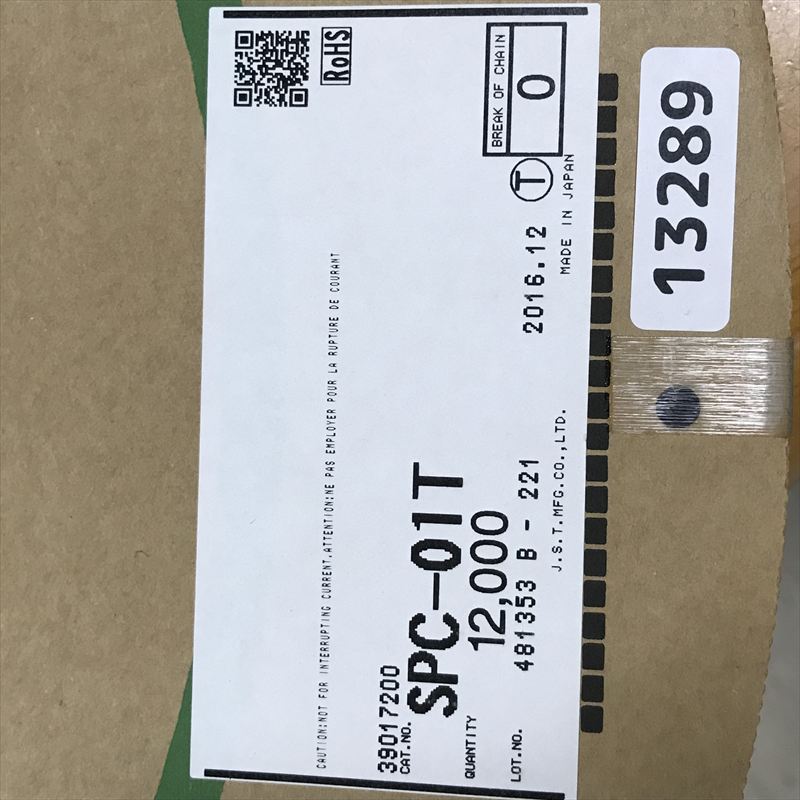 RoHS
BREAK OF CHAIN
0
CAUTION:NOT FOR INTERRUPTING CURRENT.ATTENTION:NE PAS EMPLOYER POUR LA RUPTURE DE COURANT
39017200
CAT.NO. SPC-01T
QUANTITY 12,000
LOT.NO. 481353 B - 221
2016.12 T
J.S.T.MFG.CO.,LTD. MADE IN JAPAN
13289